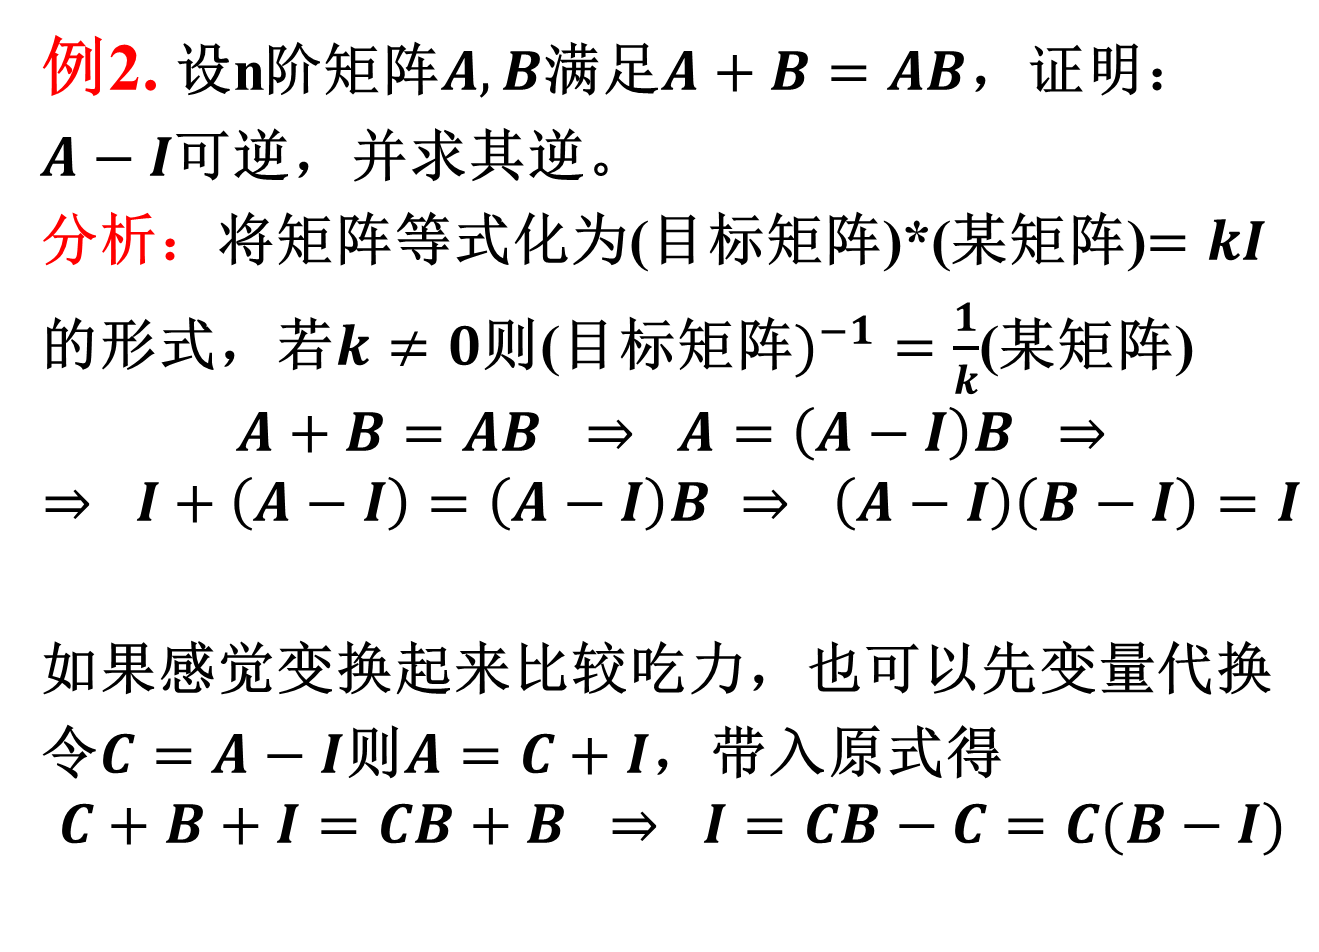 例2. 设n阶矩阵A, B满足A + B = AB，证明：
A − I可逆，并求其逆。
分析：将矩阵等式化为(目标矩阵)*(某矩阵)= kI
的形式，若k ≠ 0则(目标矩阵)⁻¹ = 1/k(某矩阵)
A + B = AB ⇒ A = (A − I)B ⇒
⇒ I + (A − I) = (A − I)B ⇒ (A − I)(B − I) = I
如果感觉变换起来比较吃力，也可以先变量代换
令C = A − I则A = C + I，带入原式得
C + B + I = CB + B ⇒ I = CB − C = C(B − I)